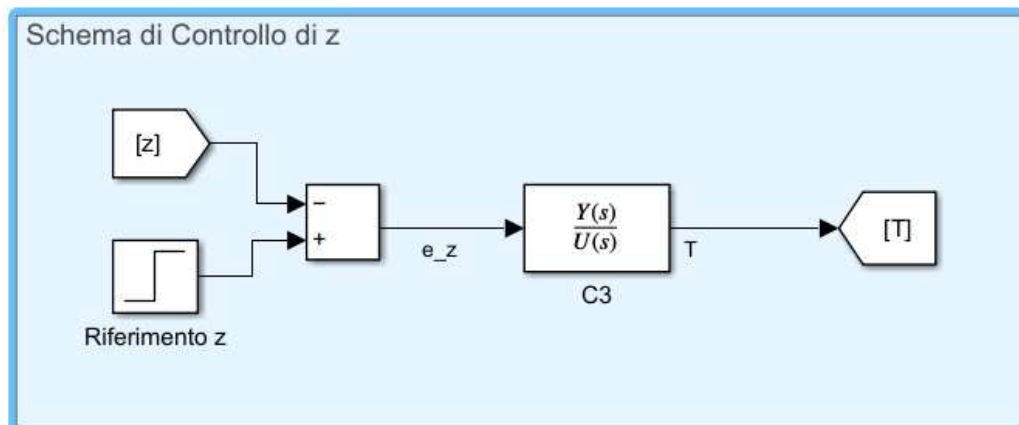 Schema di Controllo di z
[z]
−
+
Riferimento z
e_z
Y(s)
U(s)
C3
T
[T]